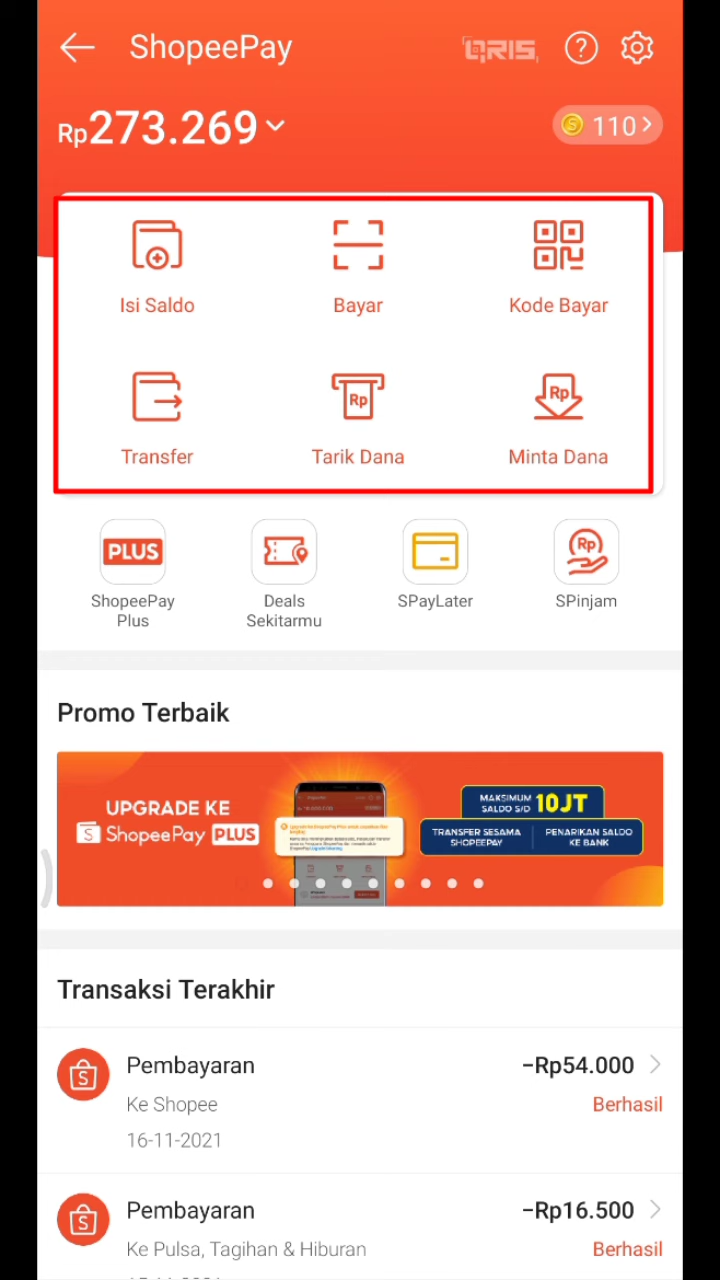 ShopeePay
QRIS
?
Rp273.269
S 110
Isi Saldo
Bayar
Kode Bayar
Rp
Rp
Transfer
Tarik Dana
Minta Dana
PLUS
Rp
ShopeePay
Plus
Deals
Sekitarmu
SPayLater
SPinjam
Promo Terbaik
UPGRADE KE
S ShopeePay PLUS
MAKSIMUM
SALDO S/D 10JT
TRANSFER SESAMA
SHOPEEPAY
PENARIKAN SALDO
KE BANK
Transaksi Terakhir
S
Pembayaran
−Rp54.000
Ke Shopee
Berhasil
16-11-2021
S
Pembayaran
−Rp16.500
Ke Pulsa, Tagihan & Hiburan
Berhasil